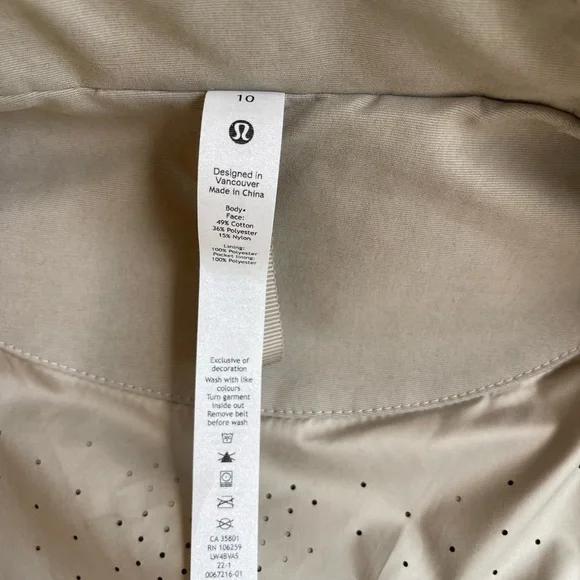 10
Designed in
Vancouver
Made in China
Body•
Face:
49% Cotton
36% Polyester
15% Nylon
Lining:
100% Polyester
Pocket lining:
100% Polyester
Exclusive of
decoration
Wash with like
colours
Turn garment
inside out
Remove belt
before wash
CA 35801
RN 106259
LW4BVAS
22-1
0067216-01